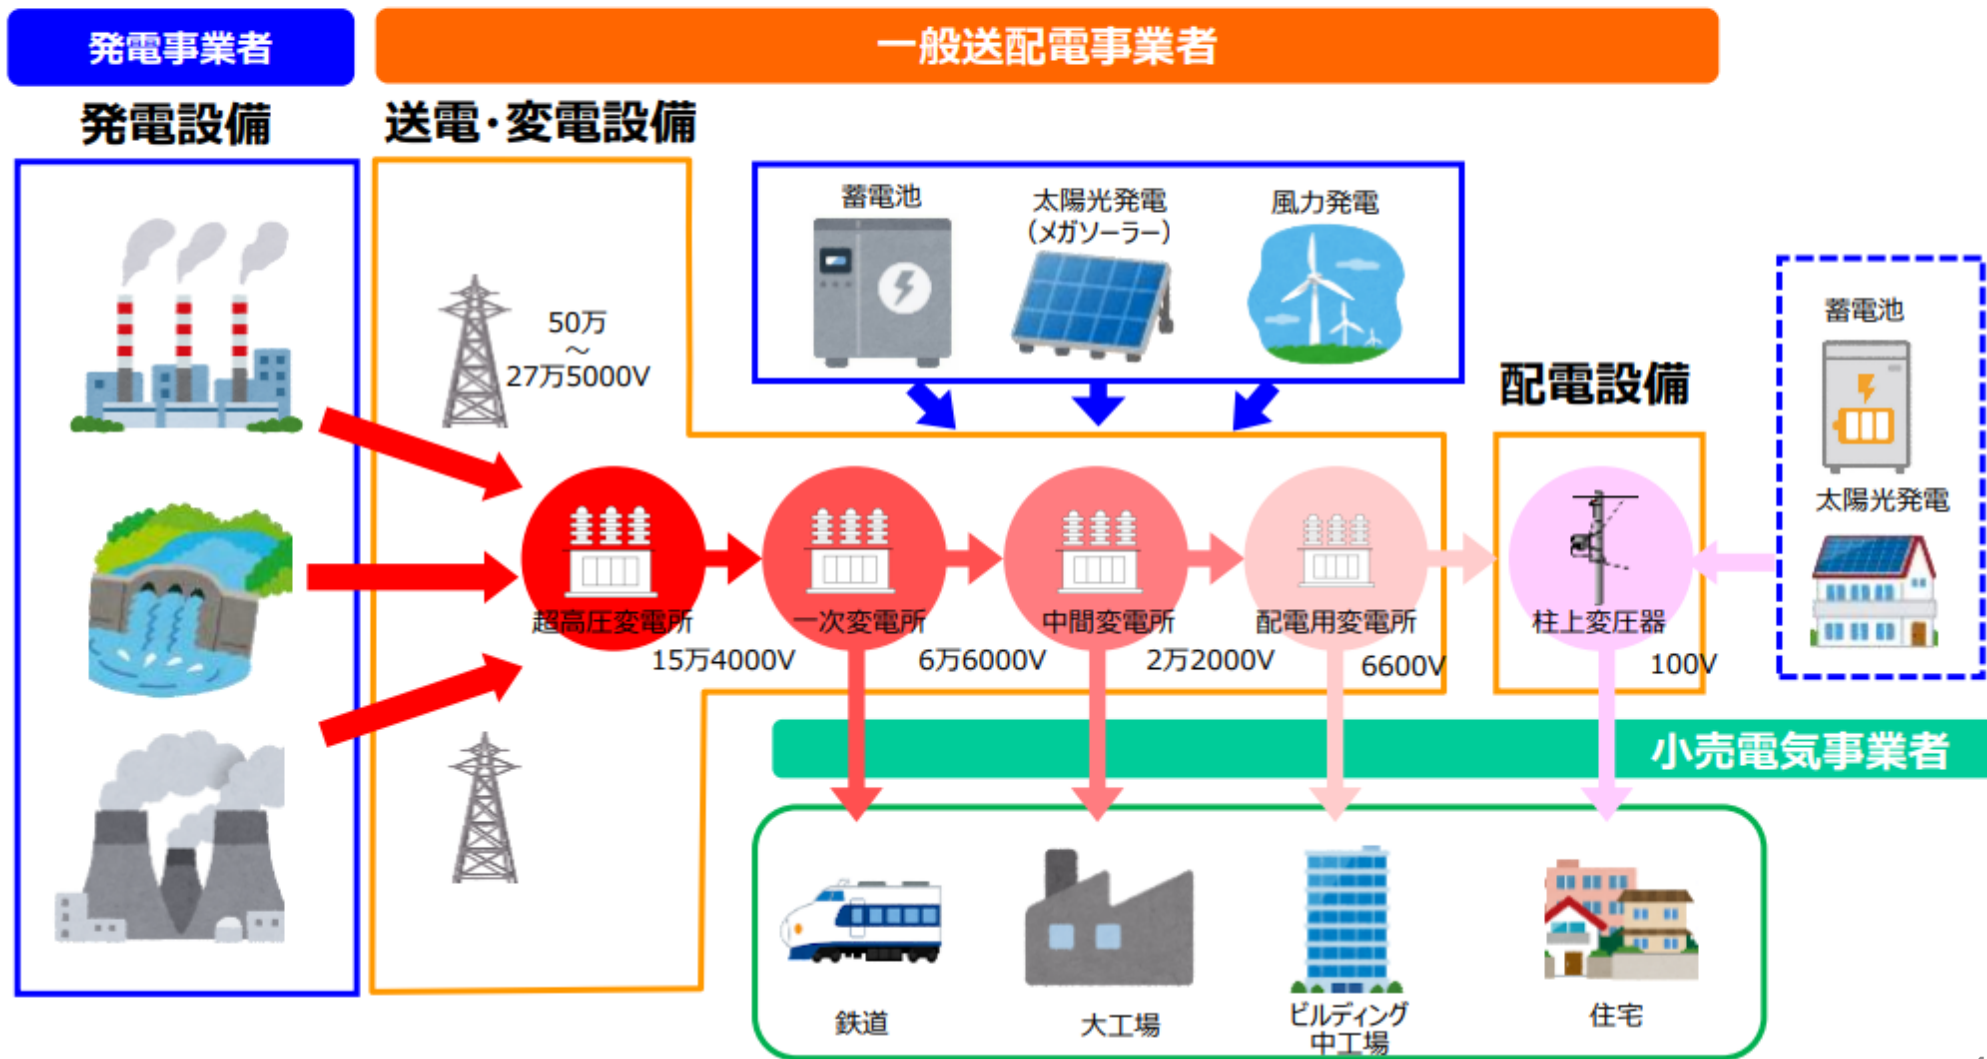 発電事業者
一般送配電事業者
発電設備
送電・変電設備
蓄電池
太陽光発電
（メガソーラー）
風力発電
50万
～
27万5000V
配電設備
蓄電池
太陽光発電
超高圧変電所
一次変電所
中間変電所
配電用変電所
柱上変圧器
15万4000V
6万6000V
2万2000V
6600V
100V
小売電気事業者
鉄道
大工場
ビルディング
中工場
住宅